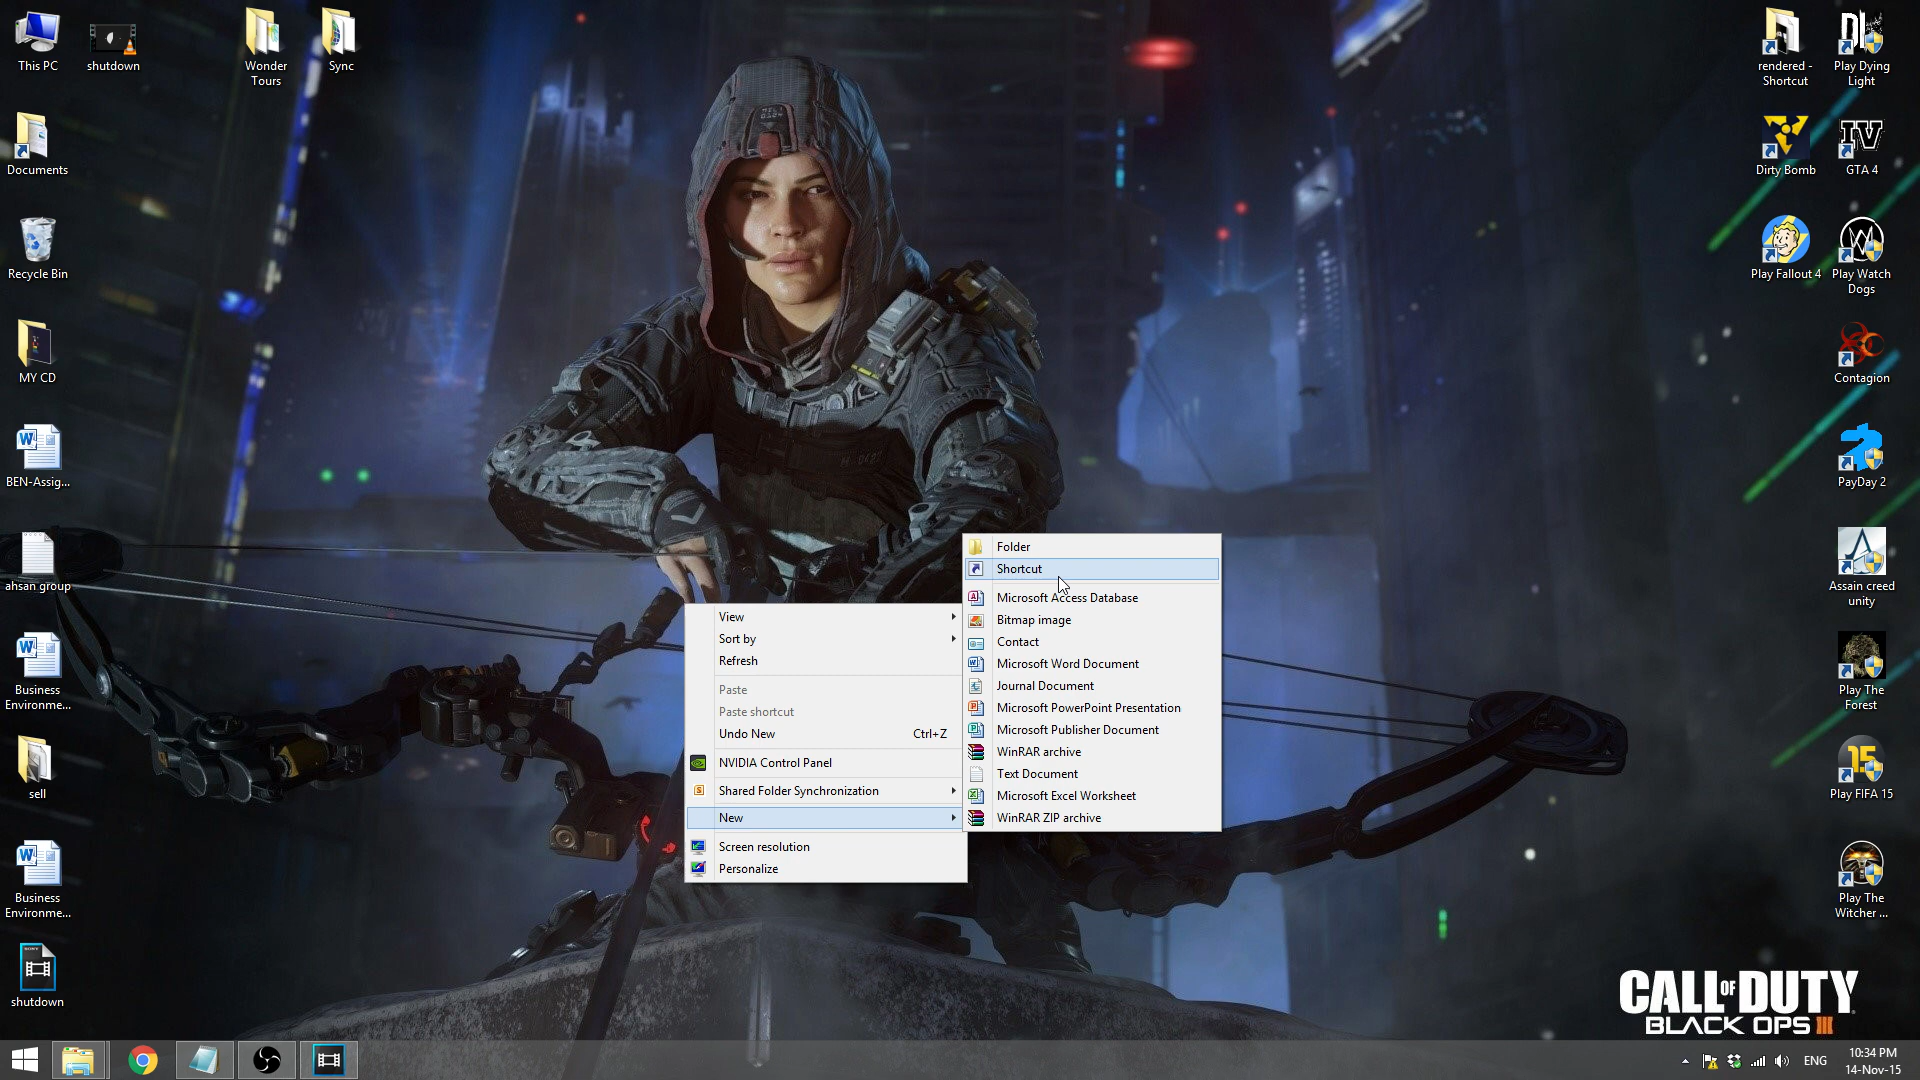 This PC
shutdown
Wonder
Tours
Sync
rendered -
Shortcut
Play Dying
Light
Documents
Dirty Bomb
GTA 4
Recycle Bin
Play Fallout 4
Play Watch
Dogs
MY CD
Contagion
BEN-Assig...
PayDay 2
ahsan group
Assain creed
unity
Business
Environme...
Play The
Forest
sell
Play FIFA 15
Business
Environme...
Play The
Witcher ...
shutdown
View
Sort by
Refresh
Paste
Paste shortcut
Undo New Ctrl+Z
NVIDIA Control Panel
Shared Folder Synchronization
New
Screen resolution
Personalize
Folder
Shortcut
Microsoft Access Database
Bitmap image
Contact
Microsoft Word Document
Journal Document
Microsoft PowerPoint Presentation
Microsoft Publisher Document
WinRAR archive
Text Document
Microsoft Excel Worksheet
WinRAR ZIP archive
CALL OF DUTY
BLACK OPS III
ENG
10:34 PM
14-Nov-15